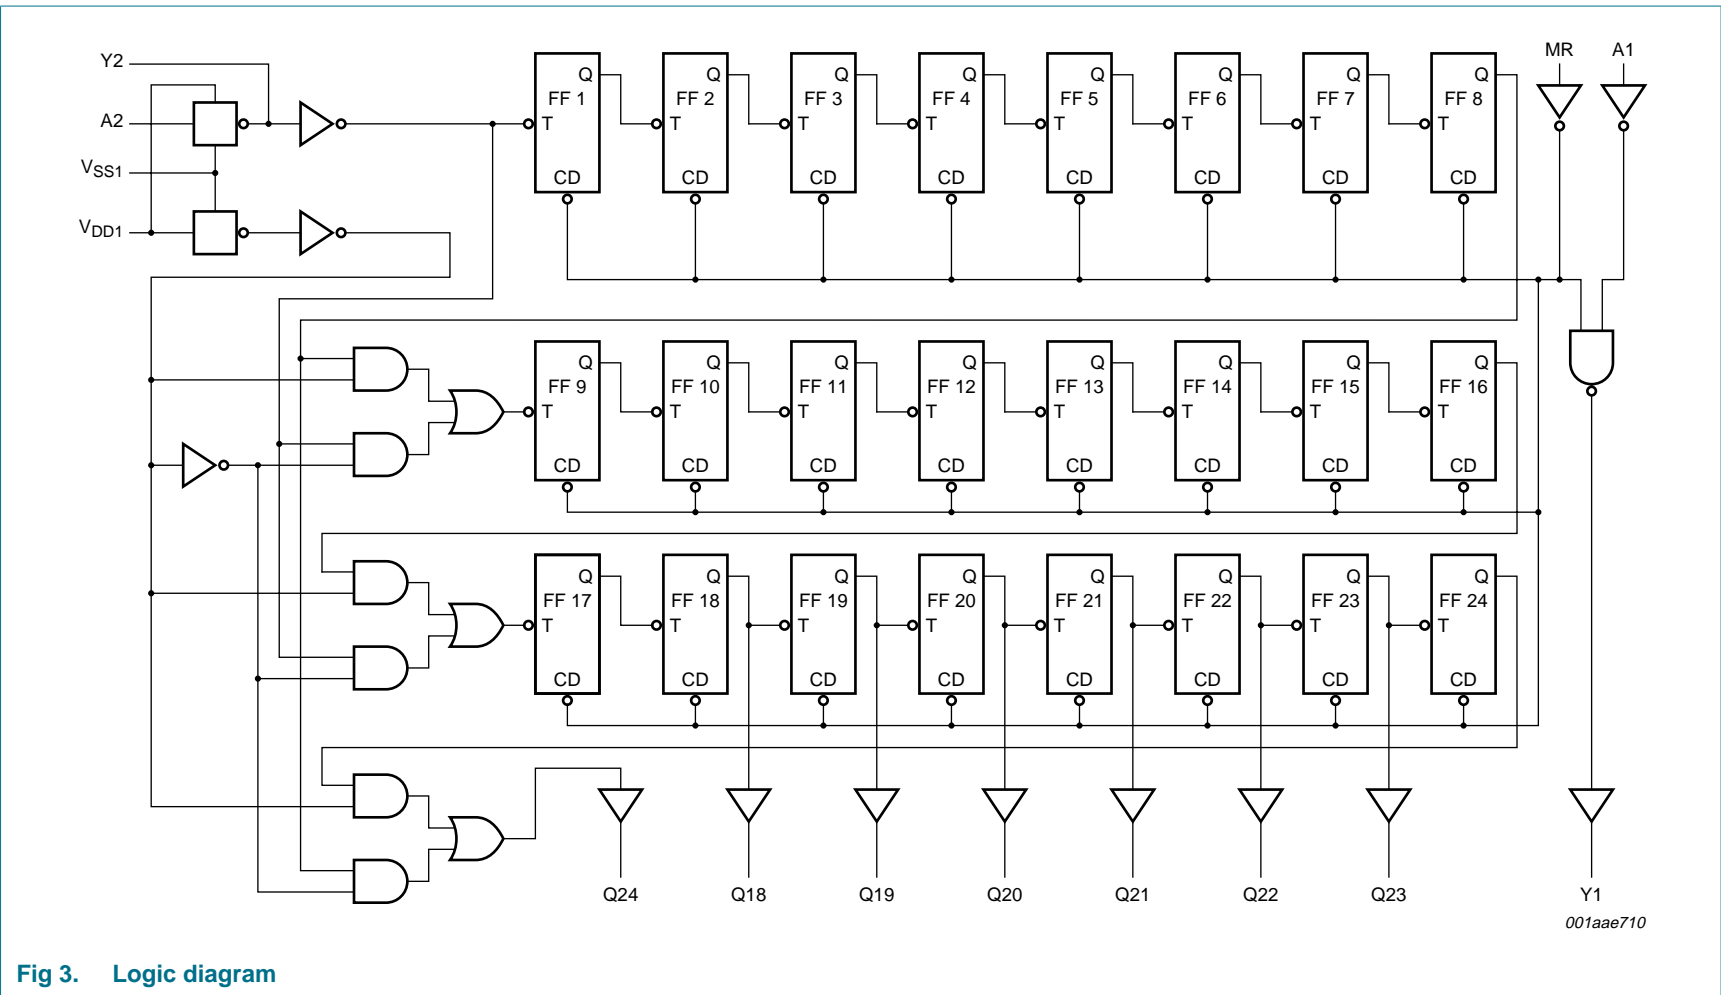 Y2
A2
VSS1
VDD1
MR A1
Q Q Q Q Q Q Q Q
FF 1 FF 2 FF 3 FF 4 FF 5 FF 6 FF 7 FF 8
T T T T T T T T
CD CD CD CD CD CD CD CD
Q Q Q Q Q Q Q Q
FF 9 FF 10 FF 11 FF 12 FF 13 FF 14 FF 15 FF 16
T T T T T T T T
CD CD CD CD CD CD CD CD
Q Q Q Q Q Q Q Q
FF 17 FF 18 FF 19 FF 20 FF 21 FF 22 FF 23 FF 24
T T T T T T T T
CD CD CD CD CD CD CD CD
Q24 Q18 Q19 Q20 Q21 Q22 Q23 Y1
001aae710
Fig 3. Logic diagram